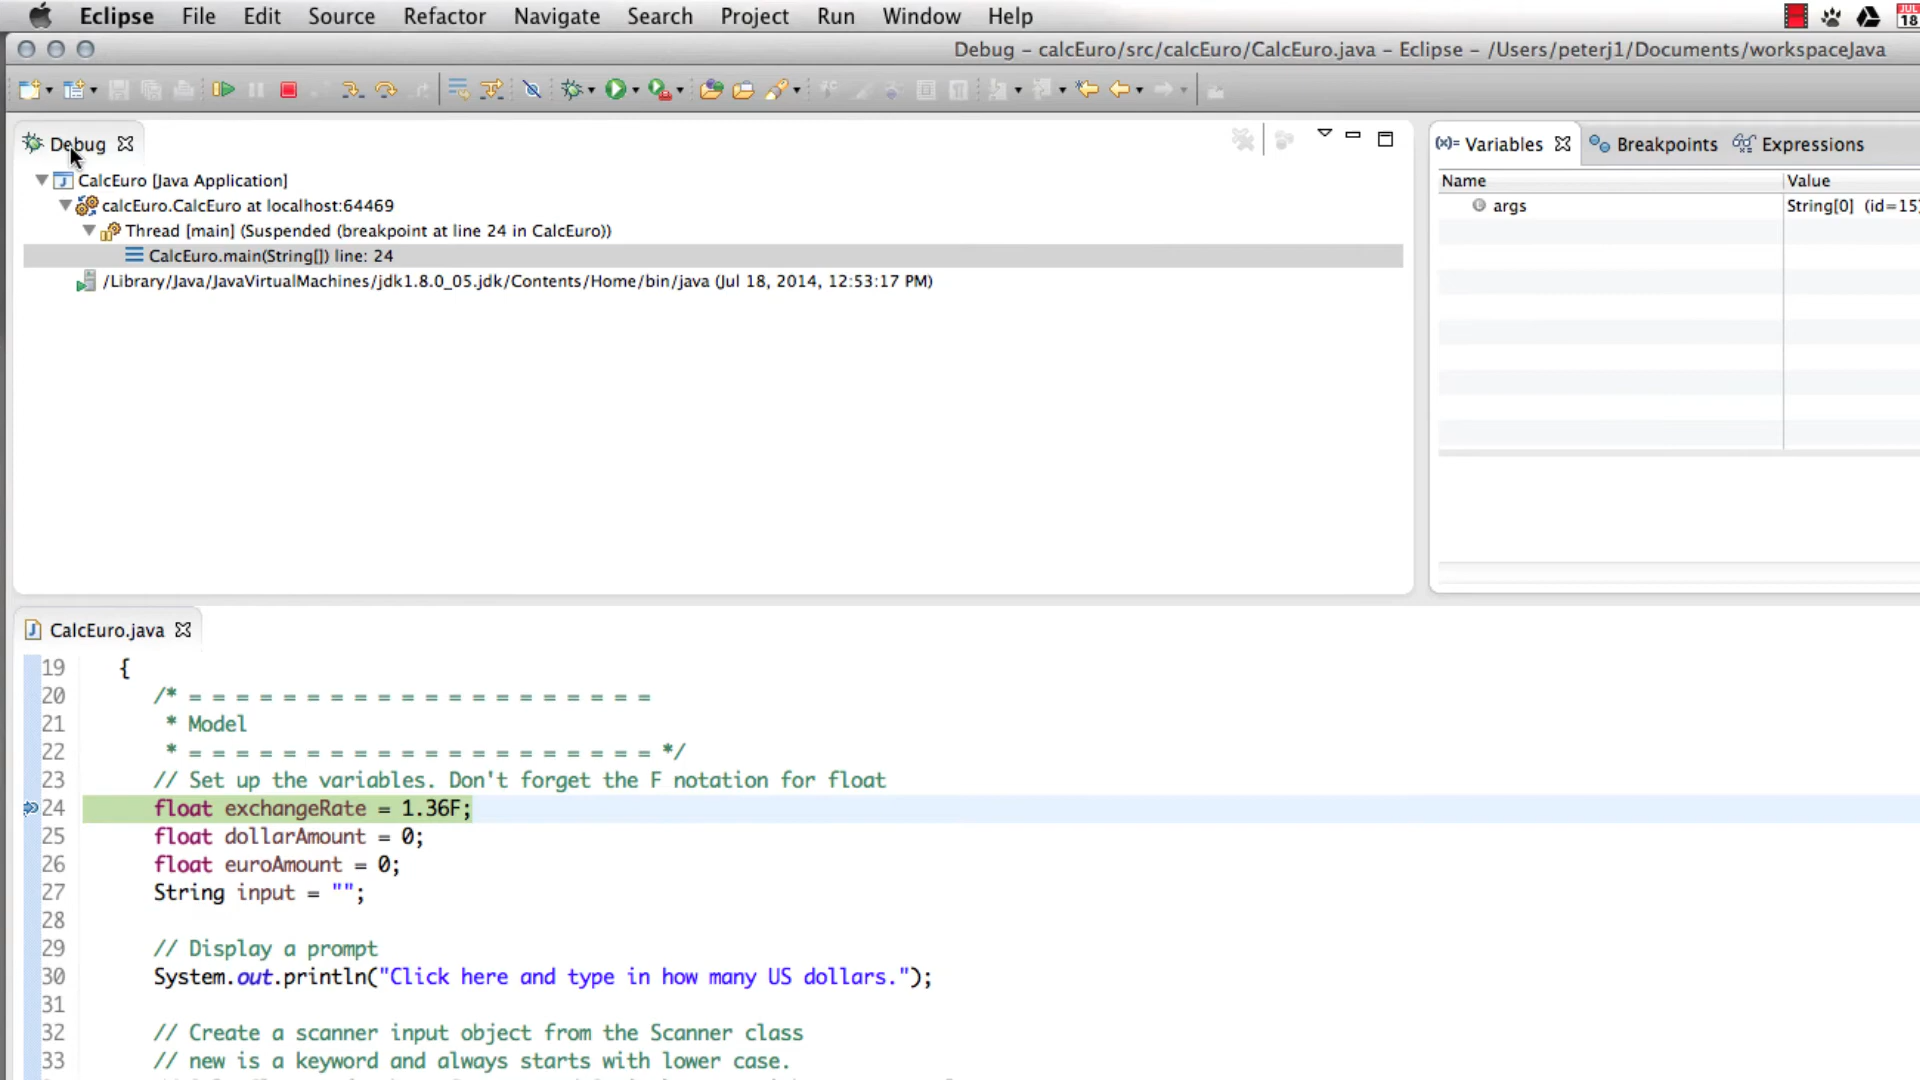 Eclipse File Edit Source Refactor Navigate Search Project Run Window Help JUL 18
Debug – calcEuro/src/calcEuro/CalcEuro.java – Eclipse – /Users/peterj1/Documents/workspaceJava
Debug
CalcEuro [Java Application]
calcEuro.CalcEuro at localhost:64469
Thread [main] (Suspended (breakpoint at line 24 in CalcEuro))
CalcEuro.main(String[]) line: 24
/Library/Java/JavaVirtualMachines/jdk1.8.0_05.jdk/Contents/Home/bin/java (Jul 18, 2014, 12:53:17 PM)
(x)= Variables Breakpoints Expressions
Name Value
args String[0] (id=15)
CalcEuro.java
19 {
20 /* = = = = = = = = = = = = = = = = = = = =
21 * Model
22 * = = = = = = = = = = = = = = = = = = = = */
23 // Set up the variables. Don't forget the F notation for float
24 float exchangeRate = 1.36F;
25 float dollarAmount = 0;
26 float euroAmount = 0;
27 String input = "";
28
29 // Display a prompt
30 System.out.println("Click here and type in how many US dollars.");
31
32 // Create a scanner input object from the Scanner class
33 // new is a keyword and always starts with lower case.